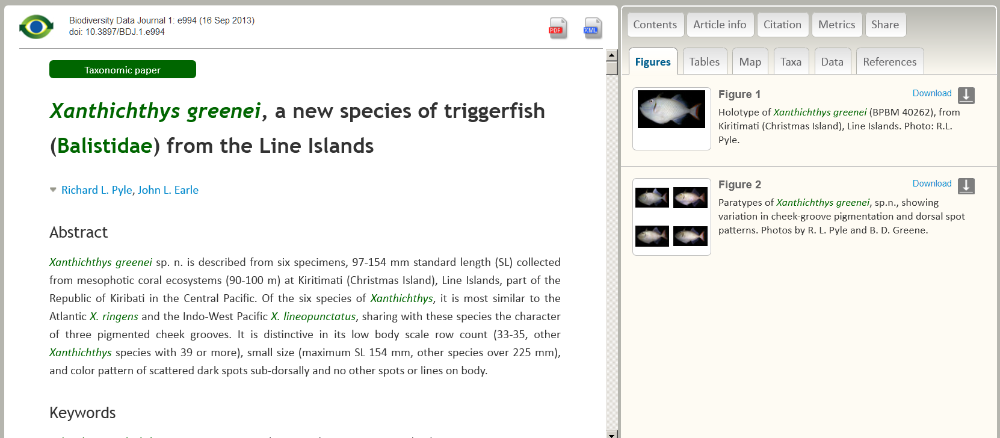 Biodiversity Data Journal 1: e994 (16 Sep 2013)
doi: 10.3897/BDJ.1.e994
PDF
XML
Taxonomic paper
Xanthichthys greenei, a new species of triggerfish
(Balistidae) from the Line Islands
Richard L. Pyle, John L. Earle
Abstract
Xanthichthys greenei sp. n. is described from six specimens, 97-154 mm standard length (SL) collected
from mesophotic coral ecosystems (90-100 m) at Kiritimati (Christmas Island), Line Islands, part of the
Republic of Kiribati in the Central Pacific. Of the six species of Xanthichthys, it is most similar to the
Atlantic X. ringens and the Indo-West Pacific X. lineopunctatus, sharing with these species the character
of three pigmented cheek grooves. It is distinctive in its low body scale row count (33-35, other
Xanthichthys species with 39 or more), small size (maximum SL 154 mm, other species over 225 mm),
and color pattern of scattered dark spots sub-dorsally and no other spots or lines on body.
Keywords
Contents
Article info
Citation
Metrics
Share
Figures
Tables
Map
Taxa
Data
References
Figure 1
Download
Holotype of Xanthichthys greenei (BPBM 40262), from
Kiritimati (Christmas Island), Line Islands. Photo: R.L.
Pyle.
Figure 2
Download
Paratypes of Xanthichthys greenei, sp.n., showing
variation in cheek-groove pigmentation and dorsal spot
patterns. Photos by R. L. Pyle and B. D. Greene.